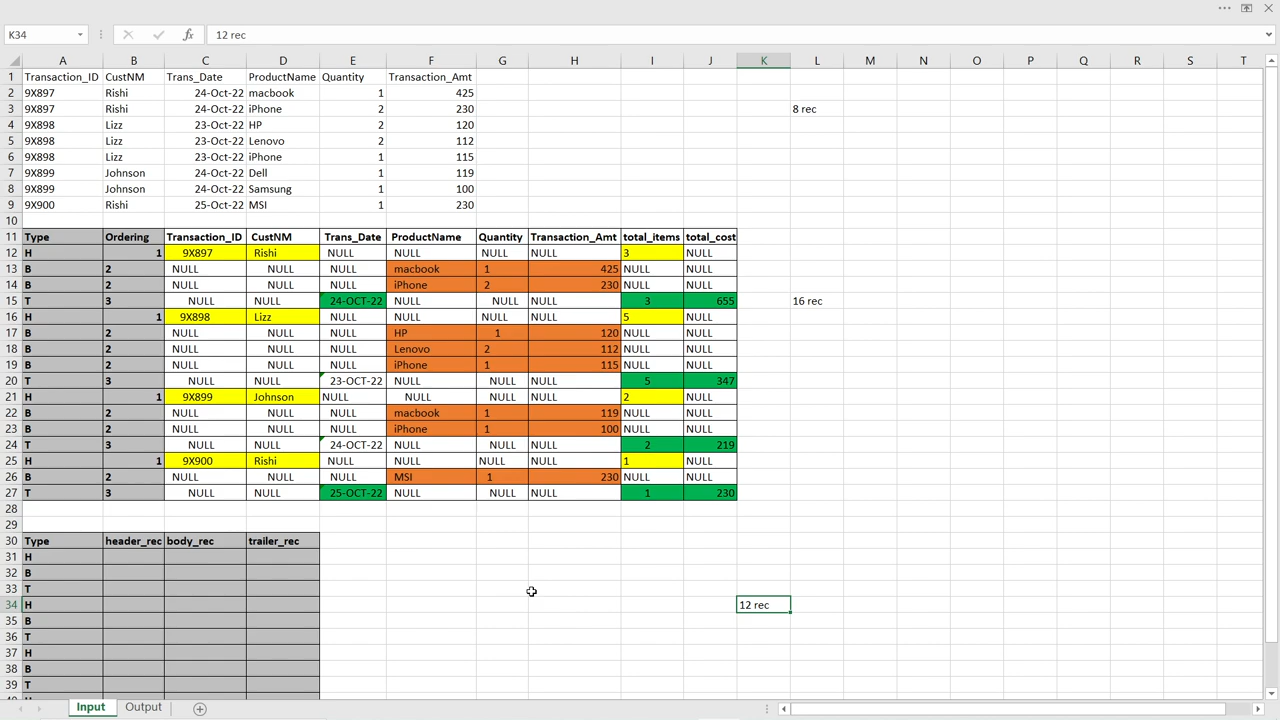 K34 fx 12 rec
A B C D E F G H I J K L M N O P Q R S T
1 Transaction_ID CustNM Trans_Date ProductName Quantity Transaction_Amt
2 9X897 Rishi 24-Oct-22 macbook 1 425
3 9X897 Rishi 24-Oct-22 iPhone 2 230 8 rec
4 9X898 Lizz 23-Oct-22 HP 2 120
5 9X898 Lizz 23-Oct-22 Lenovo 2 112
6 9X898 Lizz 23-Oct-22 iPhone 1 115
7 9X899 Johnson 24-Oct-22 Dell 1 119
8 9X899 Johnson 24-Oct-22 Samsung 1 100
9 9X900 Rishi 25-Oct-22 MSI 1 230
10
11 Type Ordering Transaction_ID CustNM Trans_Date ProductName Quantity Transaction_Amt total_items total_cost
12 H 1 9X897 Rishi NULL NULL NULL NULL 3 NULL
13 B 2 NULL NULL NULL macbook 1 425 NULL NULL
14 B 2 NULL NULL NULL iPhone 2 230 NULL NULL
15 T 3 NULL NULL 24-OCT-22 NULL NULL NULL 3 655 16 rec
16 H 1 9X898 Lizz NULL NULL NULL NULL 5 NULL
17 B 2 NULL NULL NULL HP 1 120 NULL NULL
18 B 2 NULL NULL NULL Lenovo 2 112 NULL NULL
19 B 2 NULL NULL NULL iPhone 1 115 NULL NULL
20 T 3 NULL NULL 23-OCT-22 NULL NULL NULL 5 347
21 H 1 9X899 Johnson NULL NULL NULL NULL 2 NULL
22 B 2 NULL NULL NULL macbook 1 119 NULL NULL
23 B 2 NULL NULL NULL iPhone 1 100 NULL NULL
24 T 3 NULL NULL 24-OCT-22 NULL NULL NULL 2 219
25 H 1 9X900 Rishi NULL NULL NULL NULL 1 NULL
26 B 2 NULL NULL NULL MSI 1 230 NULL NULL
27 T 3 NULL NULL 25-OCT-22 NULL NULL NULL 1 230
28
29
30 Type header_rec body_rec trailer_rec
31 H
32 B
33 T
34 H 12 rec
35 B
36 T
37 H
38 B
39 T
Input Output